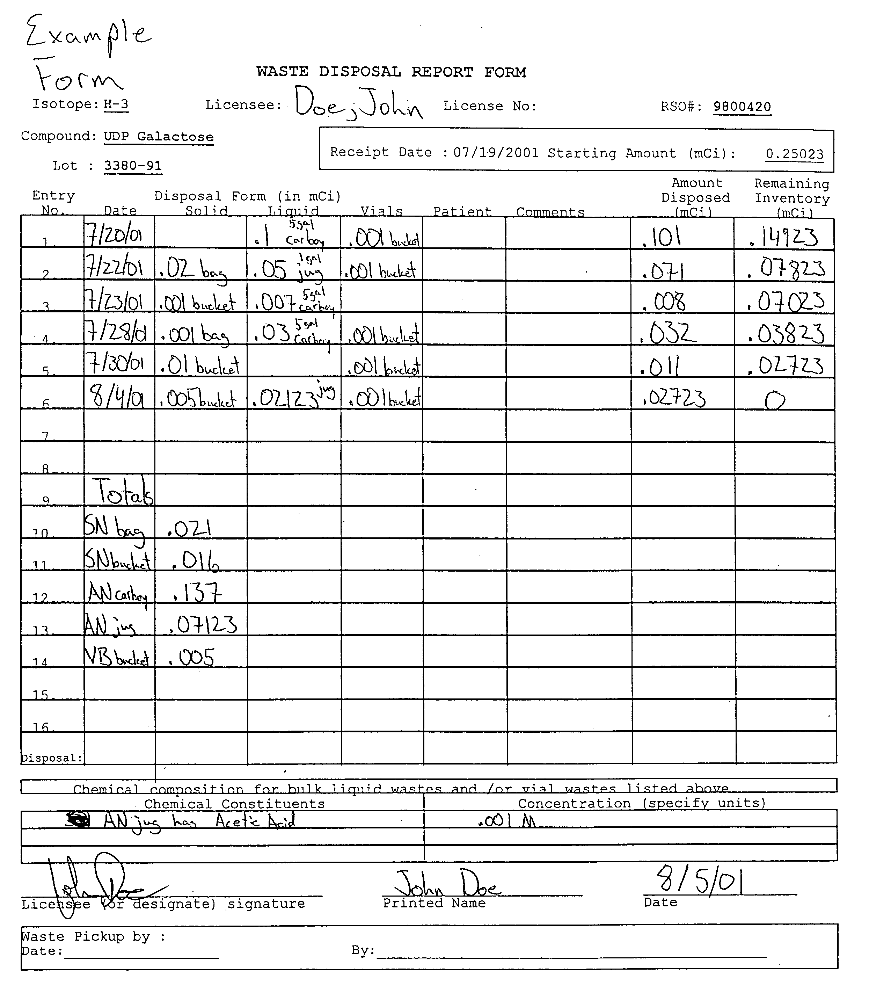 Example
Form
WASTE DISPOSAL REPORT FORM
Isotope: H-3 Licensee: Doe, John License No: RSO#: 9800420
Compound: UDP Galactose
Receipt Date : 07/19/2001 Starting Amount (mCi): 0.25023
Lot : 3380-91
Entry No. Date Disposal Form (in mCi) Solid Liquid Vials Patient Comments Amount Disposed (mCi) Remaining Inventory (mCi)
1. 7/20/01 .1 5gal carboy .001 bucket .101 .14923
2. 7/22/01 .02 bag .05 1gal jug .001 bucket .071 .07823
3. 7/23/01 .001 bucket .007 5gal carboy .008 .07023
4. 7/28/01 .001 bag .03 5gal carboy .001 bucket .032 .03823
5. 7/30/01 .01 bucket .001 bucket .011 .02723
6. 8/4/01 .005 bucket .02123 jug .001 bucket .02723 0
7.
8.
9. Totals
10. SN bag .021
11. SN bucket .016
12. AN carboy .137
13. AN jug .07123
14. VB bucket .005
15.
16.
Disposal:
Chemical composition for bulk liquid wastes and /or vial wastes listed above.
Chemical Constituents Concentration (specify units)
AN jug has Acetic Acid .001 M
John Doe John Doe 8/5/01
Licensee (or designate) signature Printed Name Date
Waste Pickup by :
Date: By: